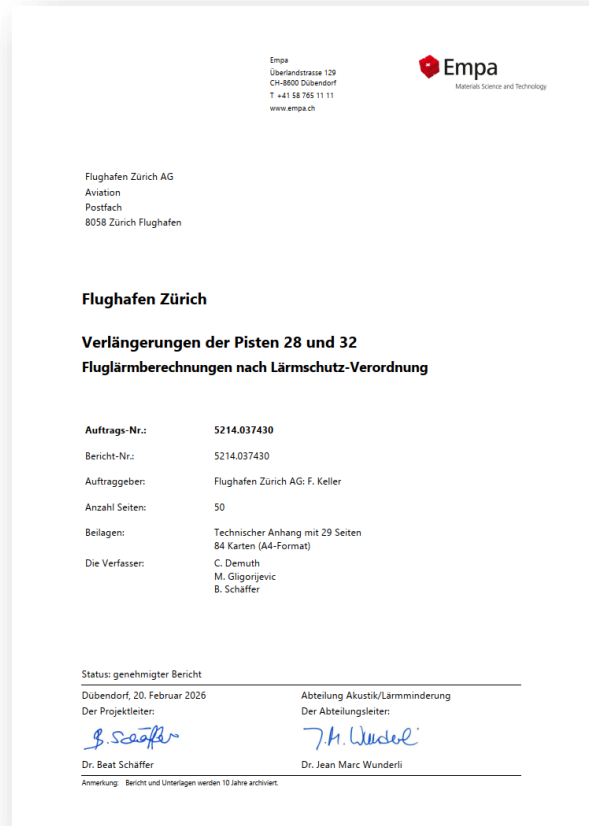 Empa
Überlandstrasse 129
CH-8600 Dübendorf
T +41 58 765 11 11
www.empa.ch
Empa
Materials Science and Technology
Flughafen Zürich AG
Aviation
Postfach
8058 Zürich Flughafen
Flughafen Zürich
Verlängerungen der Pisten 28 und 32
Fluglärmberechnungen nach Lärmschutz-Verordnung
Auftrags-Nr.: 5214.037430
Bericht-Nr.: 5214.037430
Auftraggeber: Flughafen Zürich AG: F. Keller
Anzahl Seiten: 50
Beilagen: Technischer Anhang mit 29 Seiten
84 Karten (A4-Format)
Die Verfasser: C. Demuth
M. Gligorijevic
B. Schäffer
Status: genehmigter Bericht
Dübendorf, 20. Februar 2026 Abteilung Akustik/Lärmminderung
Der Projektleiter: Der Abteilungsleiter:
B. Schäffer J.M. Wunderli
Dr. Beat Schäffer Dr. Jean Marc Wunderli
Anmerkung: Bericht und Unterlagen werden 10 Jahre archiviert.